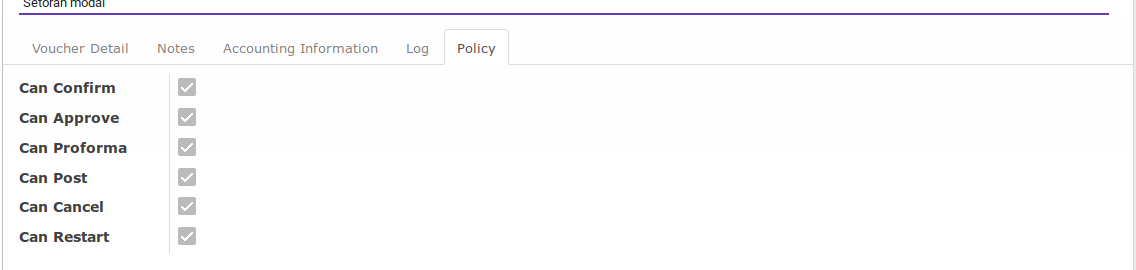 Setoran modal
Voucher Detail Notes Accounting Information Log Policy
Can Confirm
Can Approve
Can Proforma
Can Post
Can Cancel
Can Restart